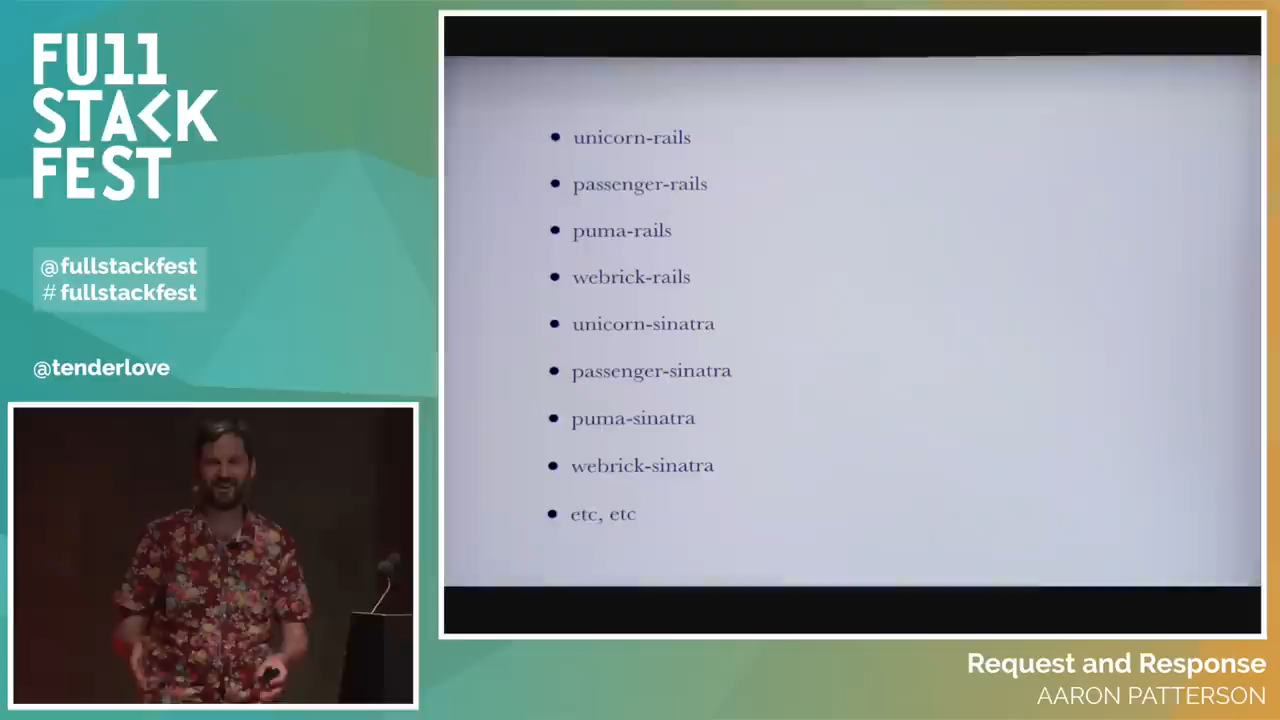 FU11
STACK
FEST
@fullstackfest
# fullstackfest
@tenderlove
• unicorn-rails
• passenger-rails
• puma-rails
• webrick-rails
• unicorn-sinatra
• passenger-sinatra
• puma-sinatra
• webrick-sinatra
• etc, etc
Request and Response
AARON PATTERSON